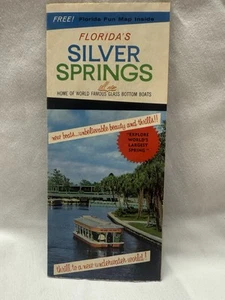 FREE! Florida Fun Map Inside
FLORIDA'S
SILVER
SPRINGS
HOME OF WORLD FAMOUS GLASS BOTTOM BOATS
new boats...unbelievable beauty and thrills!!
"EXPLORE
WORLD'S
LARGEST
SPRING"
thrill to a new underwater world!